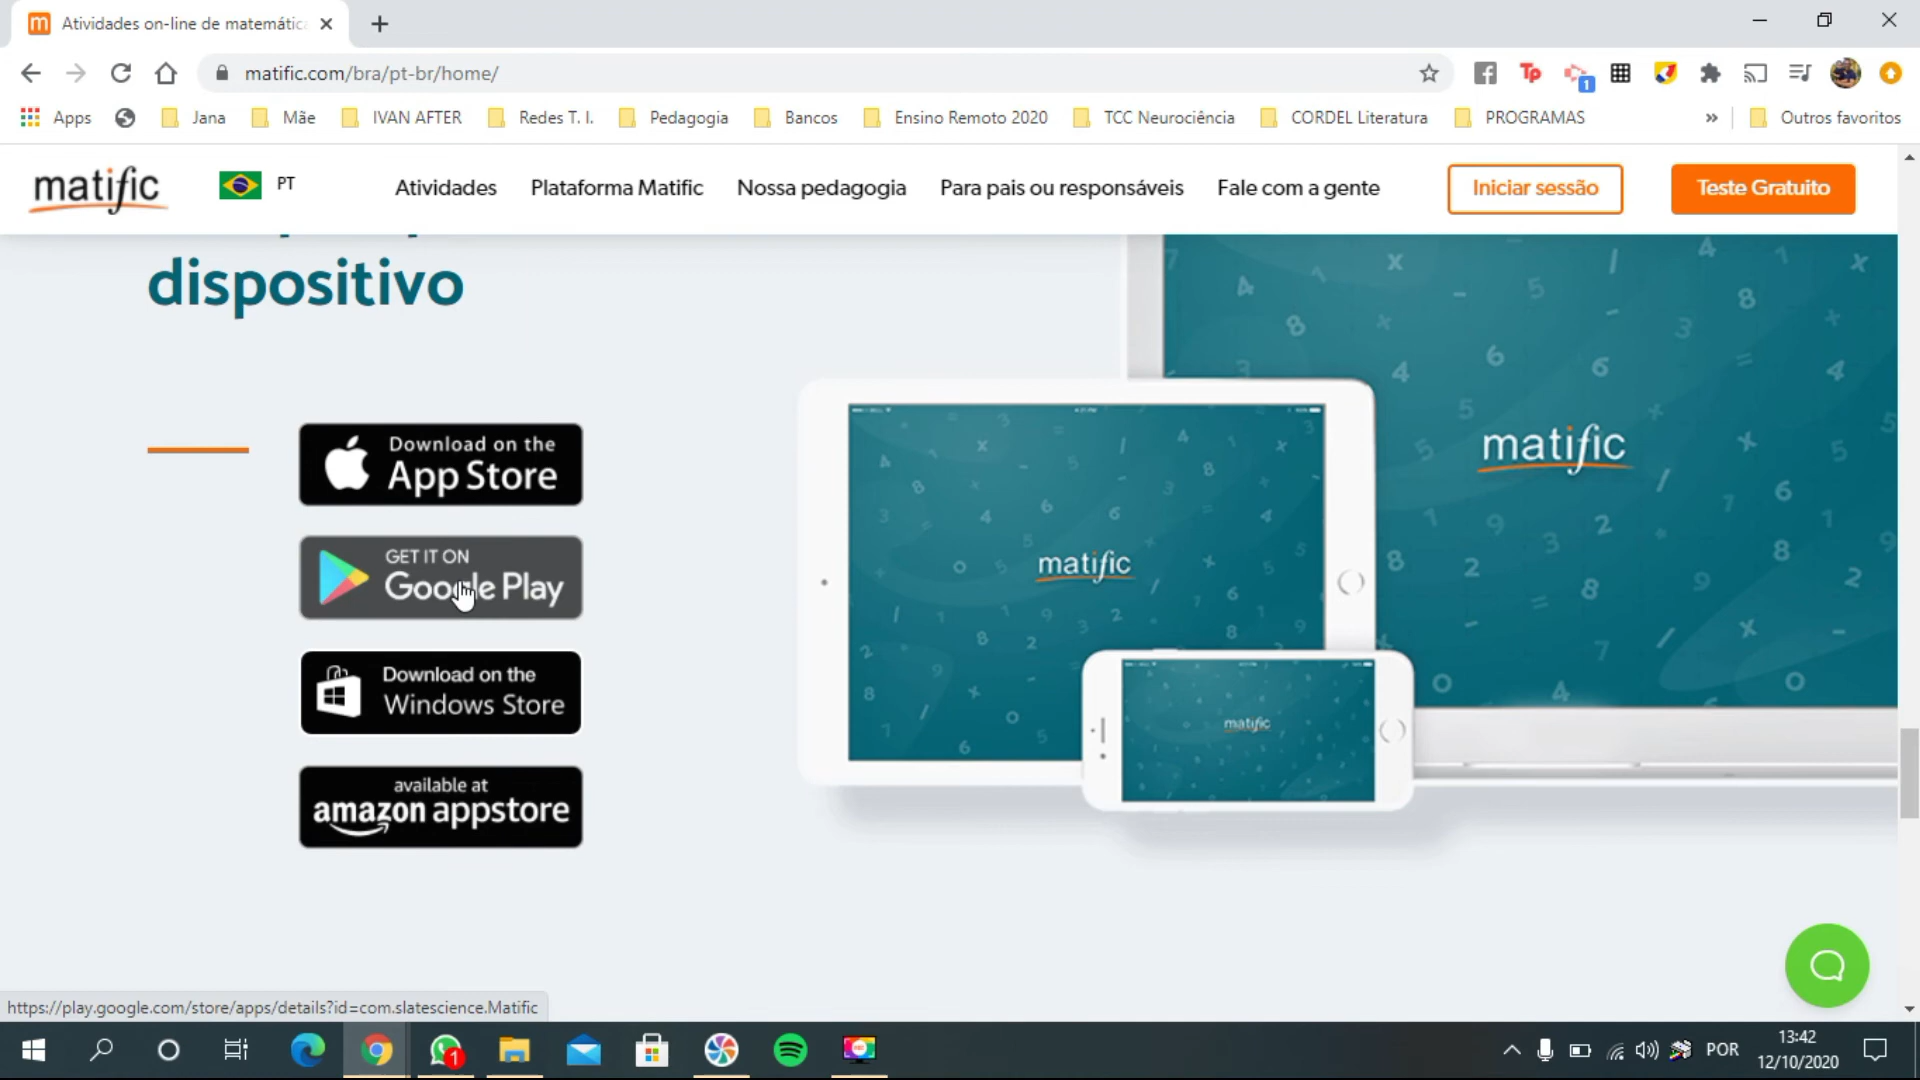 Atividades on-line de matemátic
matific.com/bra/pt-br/home/
1
Apps
Jana
Mãe
IVAN AFTER
Redes T. I.
Pedagogia
Bancos
Ensino Remoto 2020
TCC Neurociência
CORDEL Literatura
PROGRAMAS
»
Outros favoritos
matific
PT
Atividades
Plataforma Matific
Nossa pedagogia
Para pais ou responsáveis
Fale com a gente
Iniciar sessão
Teste Gratuito
dispositivo
Download on the
App Store
GET IT ON
Google Play
Download on the
Windows Store
available at
amazon appstore
matific
matific
matific
https://play.google.com/store/apps/details?id=com.slatescience.Matific
1
POR
13:42
12/10/2020